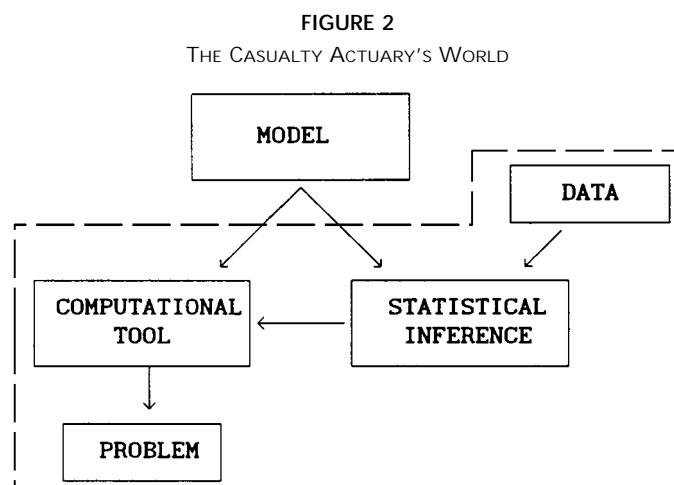 FIGURE 2
THE CASUALTY ACTUARY'S WORLD
MODEL
DATA
COMPUTATIONAL
TOOL
STATISTICAL
INFERENCE
PROBLEM